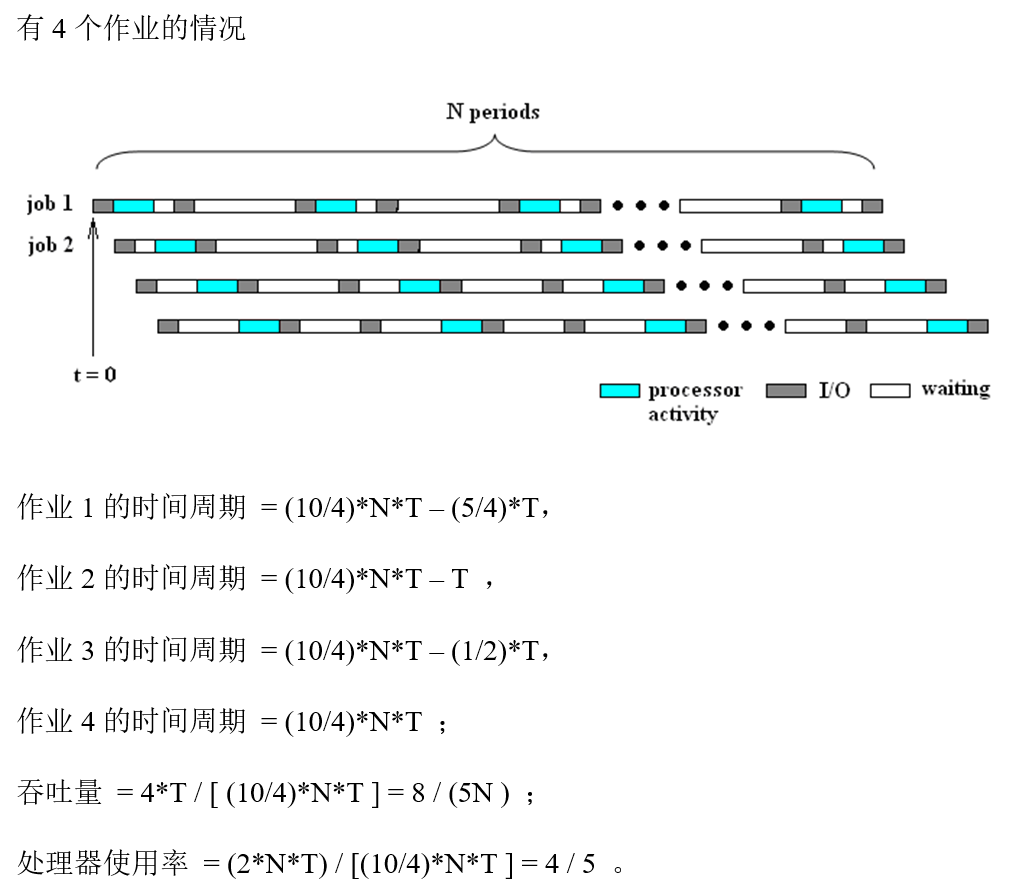 有 4 个作业的情况
N periods
job 1
job 2
t = 0
processor
activity
I/O
waiting
作业 1 的时间周期 = (10/4)*N*T – (5/4)*T，
作业 2 的时间周期 = (10/4)*N*T – T ，
作业 3 的时间周期 = (10/4)*N*T – (1/2)*T，
作业 4 的时间周期 = (10/4)*N*T ；
吞吐量 = 4*T / [ (10/4)*N*T ] = 8 / (5N ) ；
处理器使用率 = (2*N*T) / [(10/4)*N*T ] = 4 / 5 。